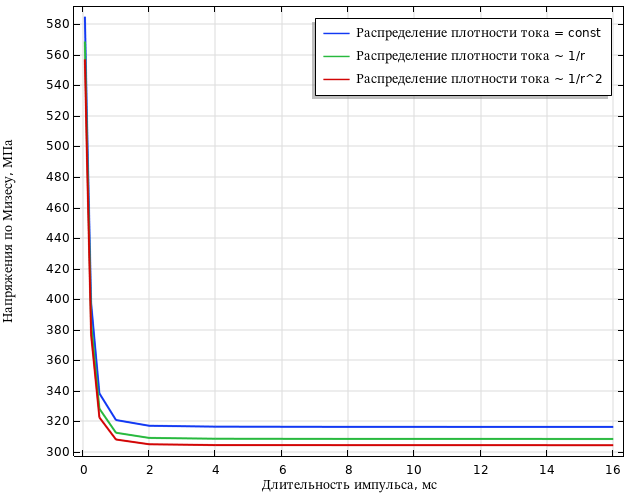 Распределение плотности тока = const
Распределение плотности тока ~ 1/r
Распределение плотности тока ~ 1/r^2
Напряжения по Мизесу, МПа
580
560
540
520
500
480
460
440
420
400
380
360
340
320
300
0 2 4 6 8 10 12 14 16
Длительность импульса, мс